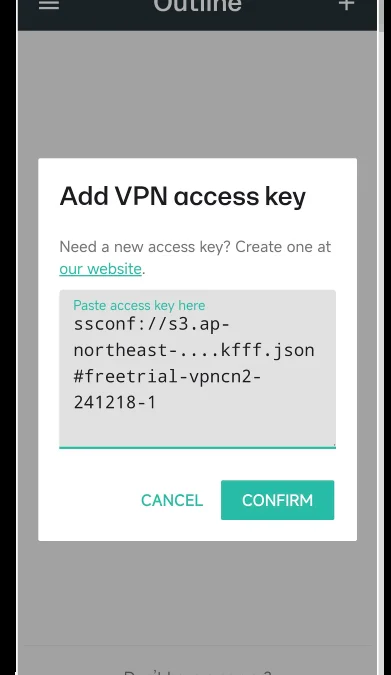 Outline
+
Add VPN access key
Need a new access key? Create one at
our website.
Paste access key here
ssconf://s3.ap-
northeast-....kfff.json
#freetrial-vpncn2-
241218-1
CANCEL
CONFIRM